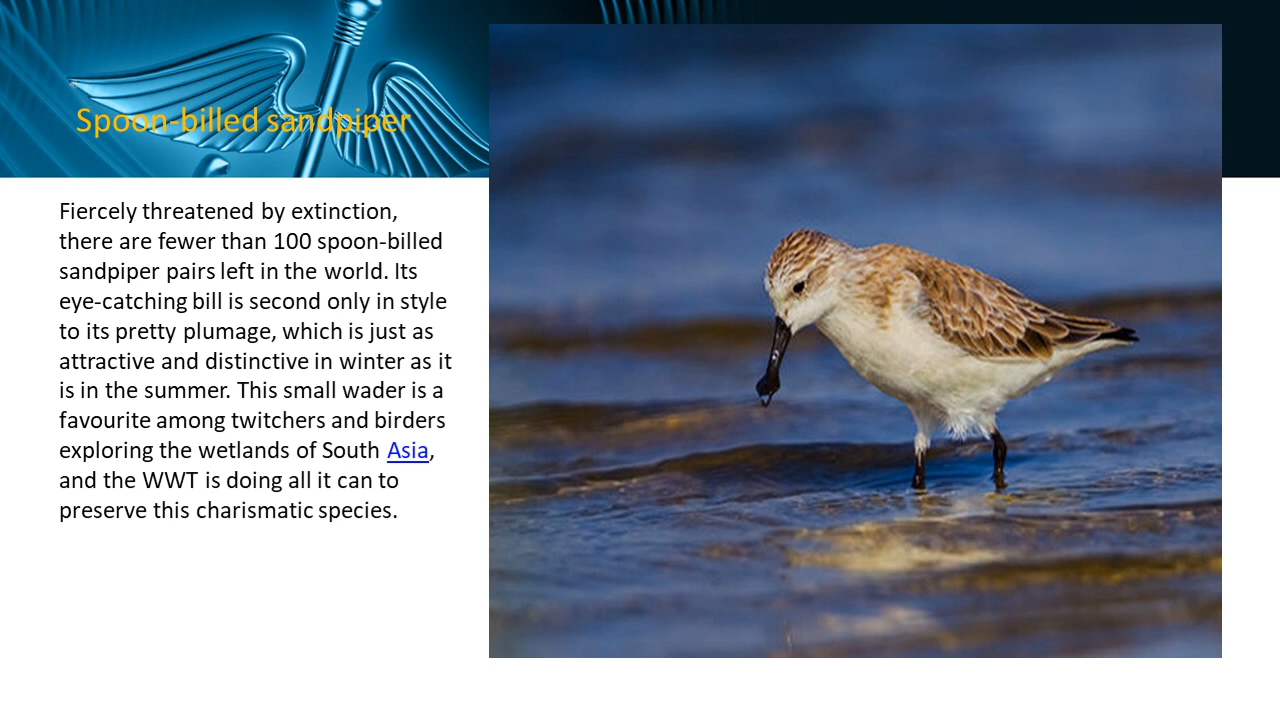 Spoon-billed sandpiper
Fiercely threatened by extinction,
there are fewer than 100 spoon-billed
sandpiper pairs left in the world. Its
eye-catching bill is second only in style
to its pretty plumage, which is just as
attractive and distinctive in winter as it
is in the summer. This small wader is a
favourite among twitchers and birders
exploring the wetlands of South Asia,
and the WWT is doing all it can to
preserve this charismatic species.